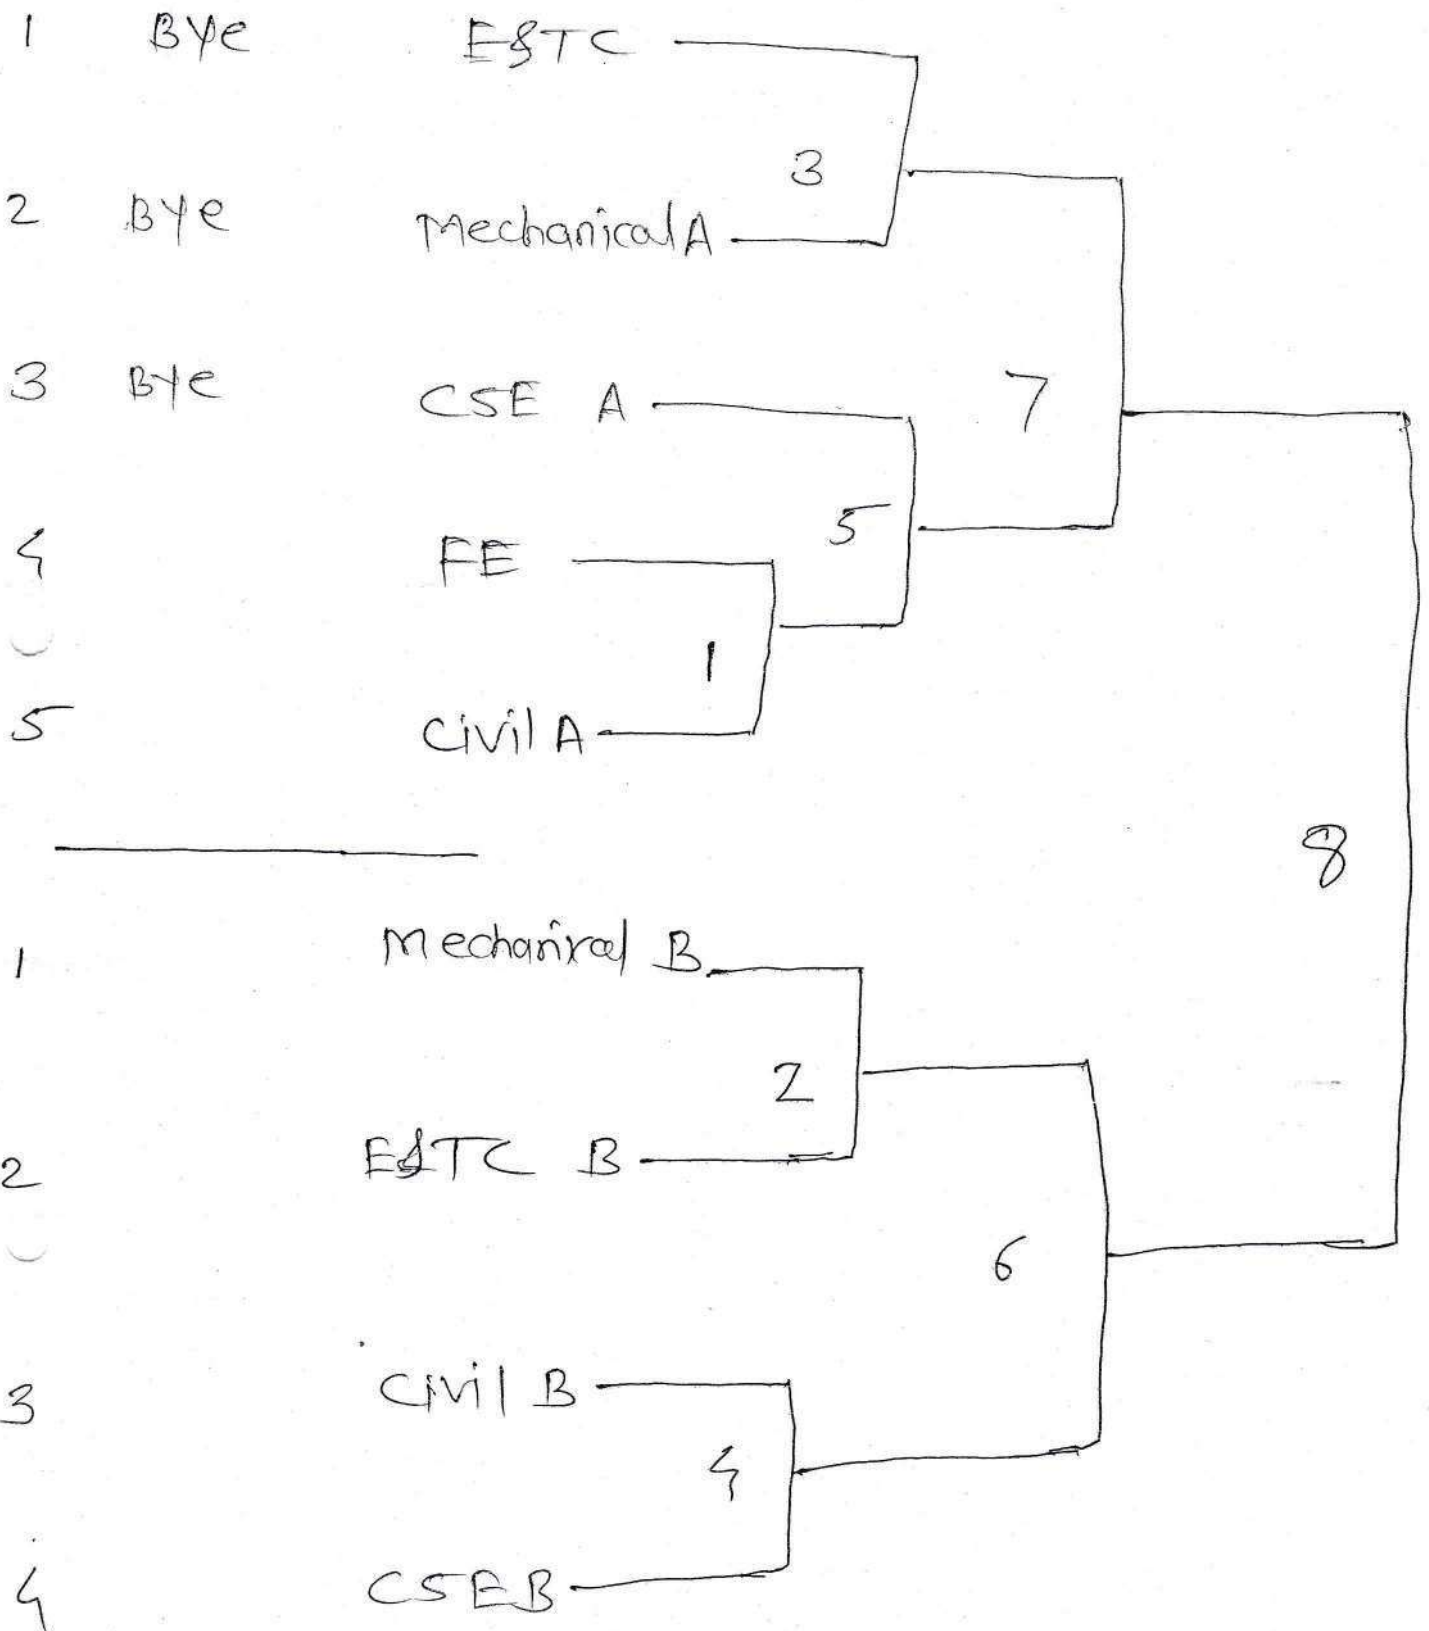 1 Bye E&TC
3
2 Bye Mechanical A
3 Bye CSE A
7
5
4 FE
1
5 Civil A
8
1 Mechanical B
2
2 E&TC B
6
3 Civil B
4
4 CSE B